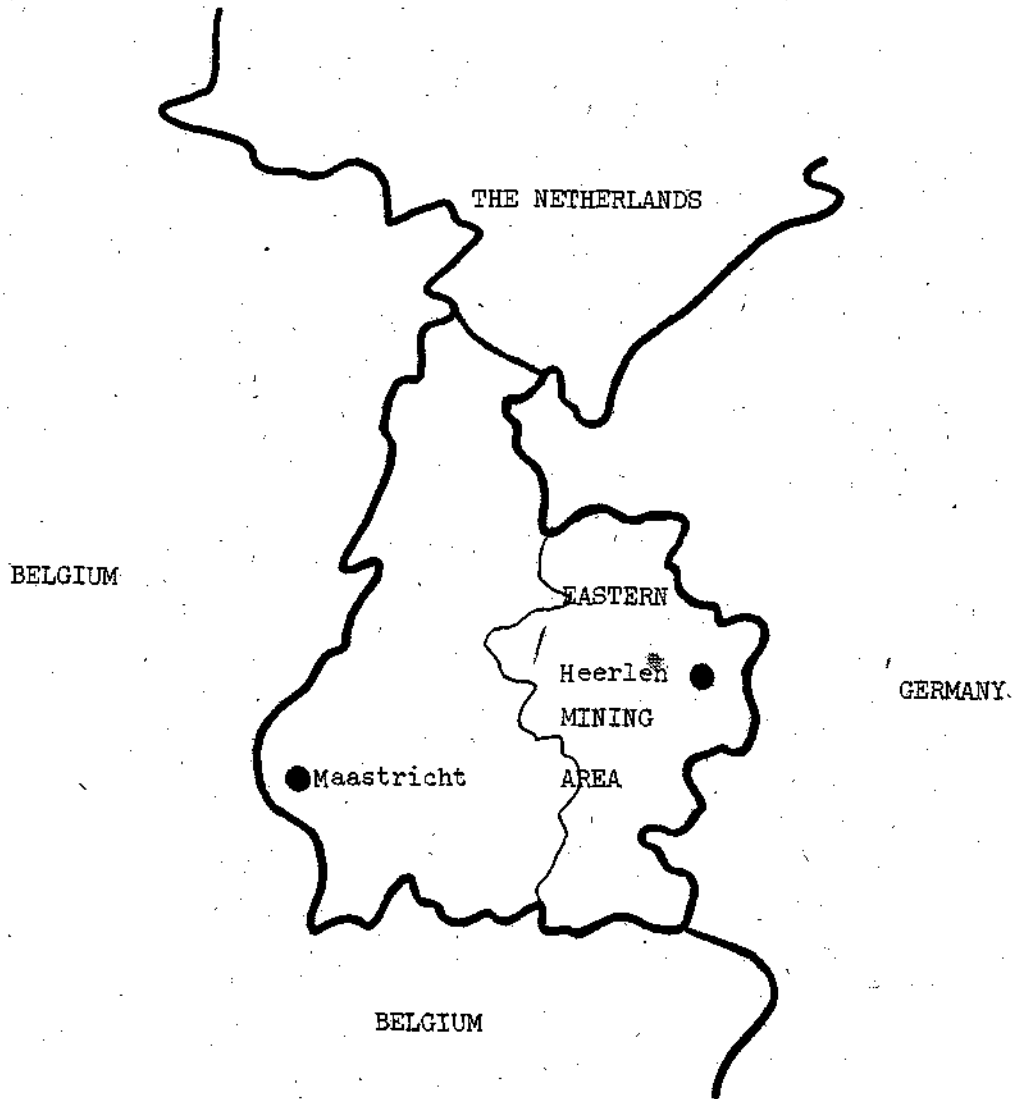 THE NETHERLANDS
BELGIUM
EASTERN
Heerlen
MINING
GERMANY
Maastricht
AREA
BELGIUM